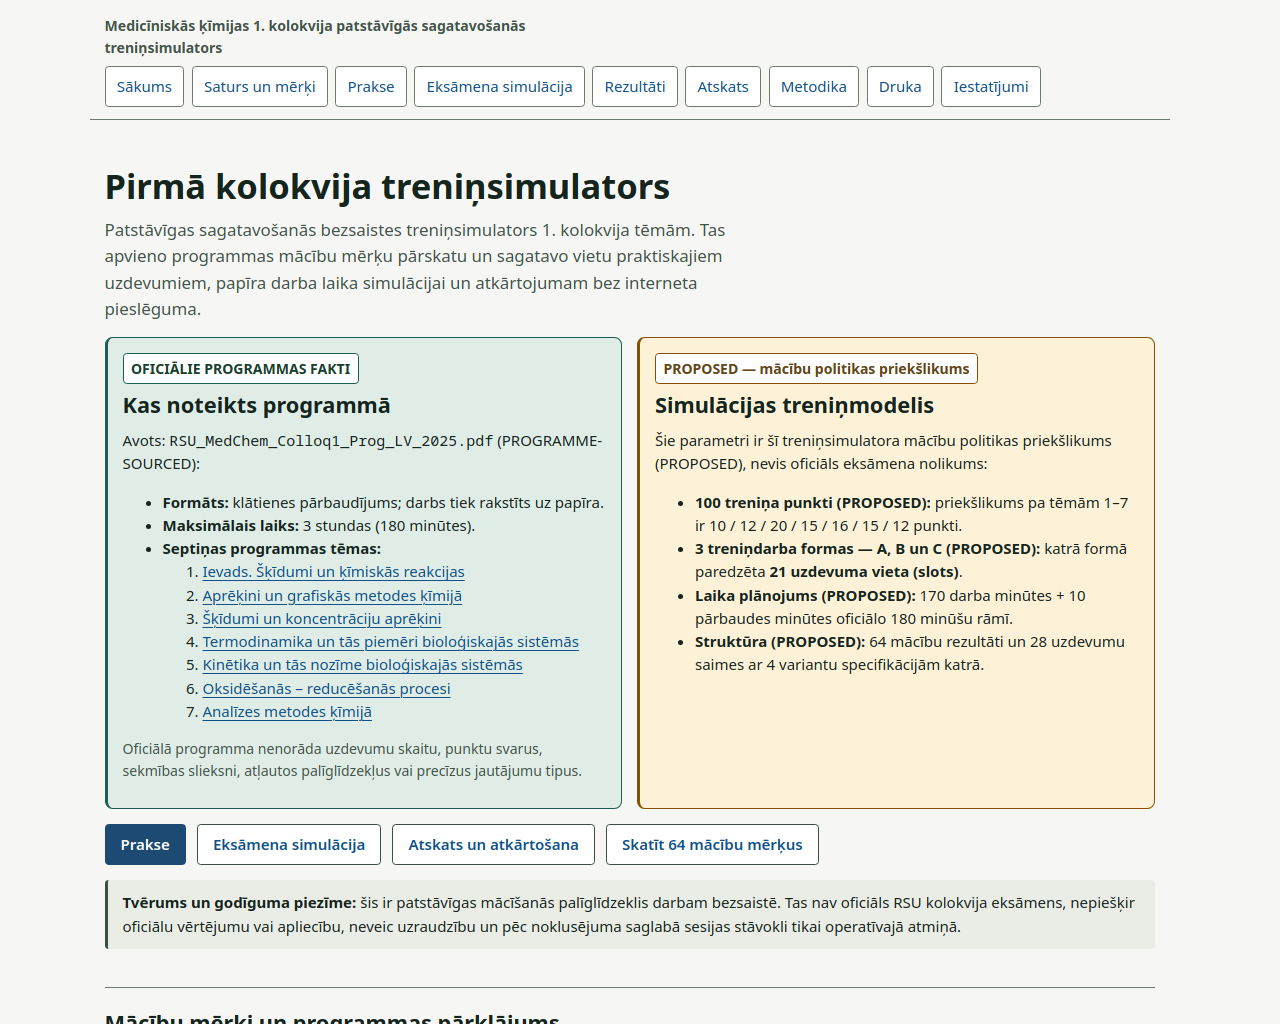 Medicīniskās ķīmijas 1. kolokvija patstāvīgās sagatavošanās
treniņsimulators
Sākums
Saturs un mērķi
Prakse
Eksāmena simulācija
Rezultāti
Atskats
Metodika
Druka
Iestatījumi
Pirmā kolokvija treniņsimulators
Patstāvīgas sagatavošanās bezsaistes treniņsimulators 1. kolokvija tēmām. Tas
apvieno programmas mācību mērķu pārskatu un sagatavo vietu praktiskajiem
uzdevumiem, papīra darba laika simulācijai un atkārtojumam bez interneta
pieslēguma.
OFICIĀLIE PROGRAMMAS FAKTI
Kas noteikts programmā
Avots: RSU_MedChem_Colloq1_Prog_LV_2025.pdf (PROGRAMME-
SOURCED):
• Formāts: klātienes pārbaudījums; darbs tiek rakstīts uz papīra.
• Maksimālais laiks: 3 stundas (180 minūtes).
• Septiņas programmas tēmas:
1. Ievads. Šķīdumi un ķīmiskās reakcijas
2. Aprēķini un grafiskās metodes ķīmijā
3. Šķīdumi un koncentrāciju aprēķini
4. Termodinamika un tās piemēri bioloģiskajās sistēmās
5. Kinētika un tās nozīme bioloģiskajās sistēmās
6. Oksidēšanās – reducēšanās procesi
7. Analīzes metodes ķīmijā
Oficiālā programma nenorāda uzdevumu skaitu, punktu svarus,
sekmības slieksni, atļautos palīglīdzekļus vai precīzus jautājumu tipus.
PROPOSED — mācību politikas priekšlikums
Simulācijas treniņmodelis
Šie parametri ir šī treniņsimulatora mācību politikas priekšlikums
(PROPOSED), nevis oficiāls eksāmena nolikums:
• 100 treniņa punkti (PROPOSED): priekšlikums pa tēmām 1–7
ir 10 / 12 / 20 / 15 / 16 / 15 / 12 punkti.
• 3 treniņdarba formas — A, B un C (PROPOSED): katrā formā
paredzēta 21 uzdevuma vieta (slots).
• Laika plānojums (PROPOSED): 170 darba minūtes + 10
pārbaudes minūtes oficiālo 180 minūšu rāmī.
• Struktūra (PROPOSED): 64 mācību rezultāti un 28 uzdevumu
saimes ar 4 variantu specifikācijām katrā.
Prakse
Eksāmena simulācija
Atskats un atkārtošana
Skatīt 64 mācību mērķus
Tvērums un godīguma piezīme: šis ir patstāvīgas mācīšanās palīglīdzeklis darbam bezsaistē. Tas nav oficiāls RSU kolokvija eksāmens, nepiešķir
oficiālu vērtējumu vai apliecību, neveic uzraudzību un pēc noklusējuma saglabā sesijas stāvokli tikai operatīvajā atmiņā.
Mācību mērķi un programmas pārklājums